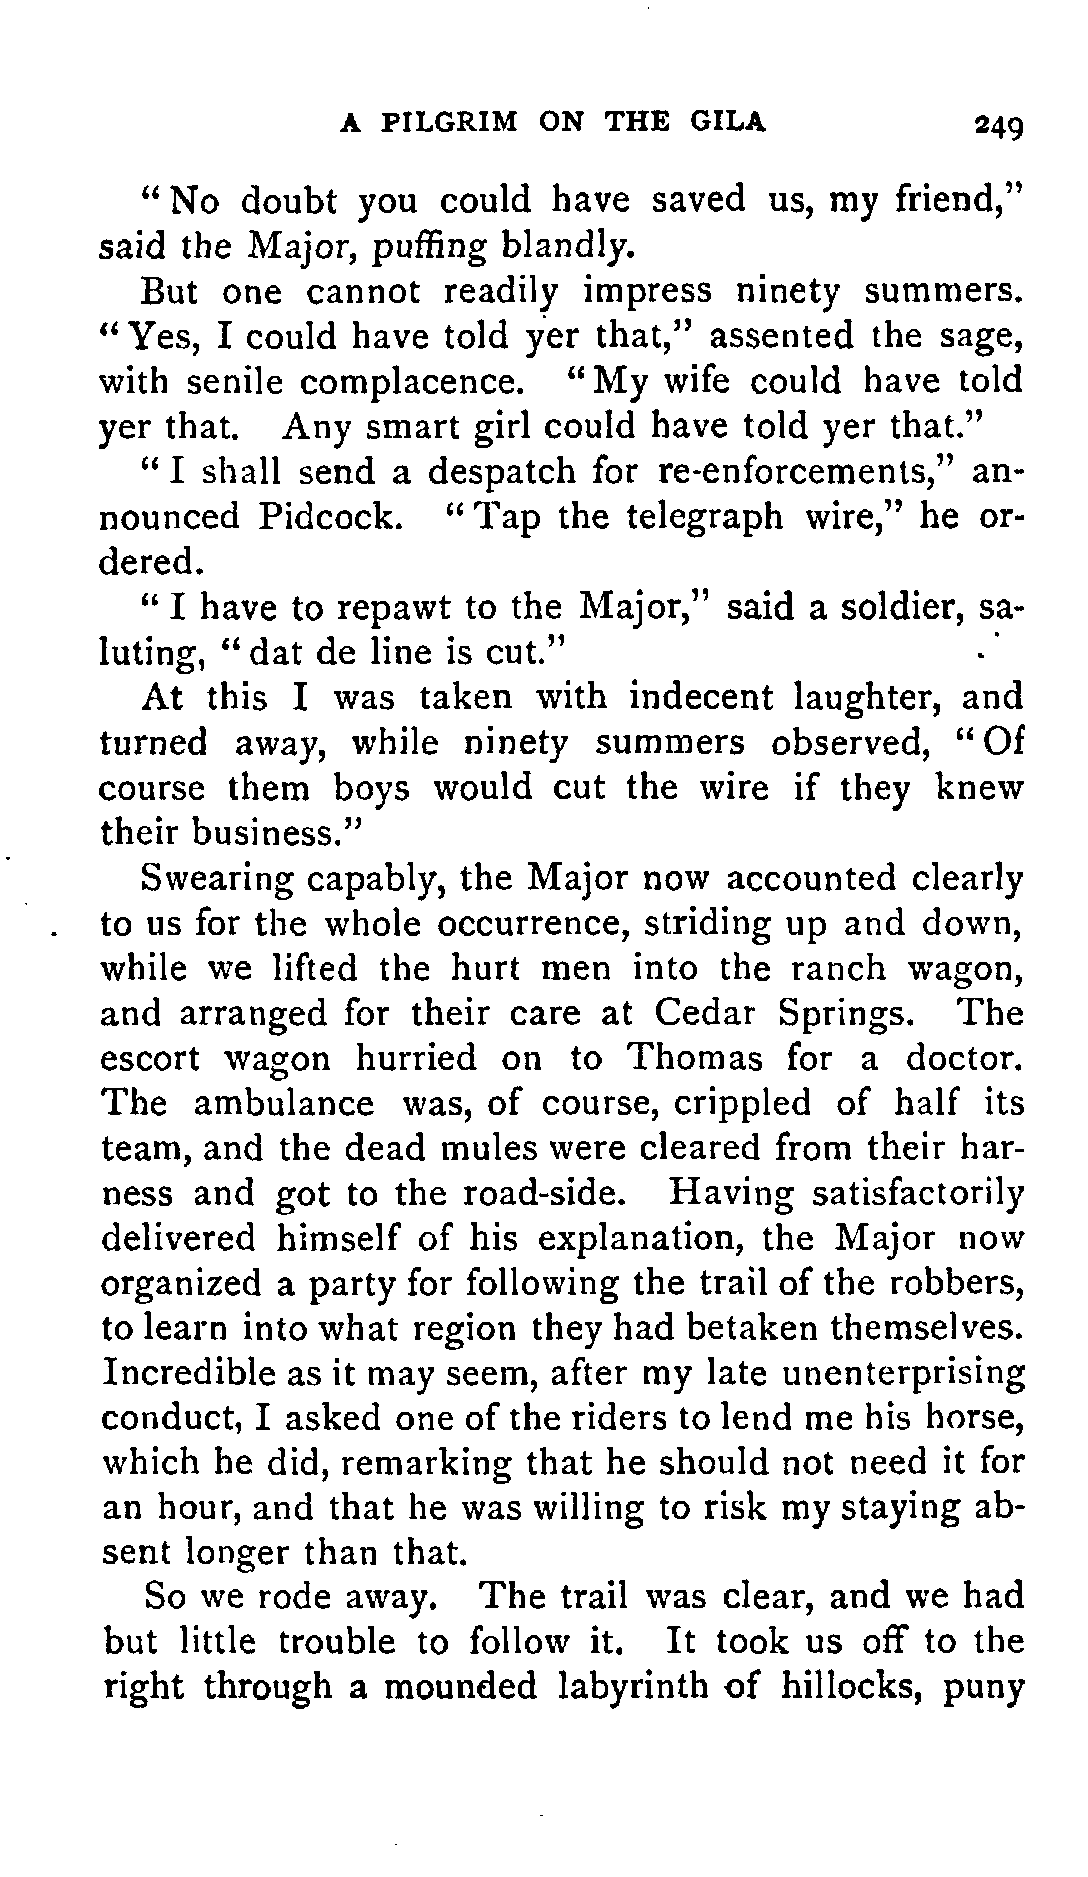 A PILGRIM ON THE GILA 249
"No doubt you could have saved us, my friend,"
said the Major, puffing blandly.
But one cannot readily impress ninety summers.
"Yes, I could have told yer that," assented the sage,
with senile complacence. "My wife could have told
yer that. Any smart girl could have told yer that."
"I shall send a despatch for re-enforcements," an-
nounced Pidcock. "Tap the telegraph wire," he or-
dered.
"I have to repawt to the Major," said a soldier, sa-
luting, "dat de line is cut."
At this I was taken with indecent laughter, and
turned away, while ninety summers observed, "Of
course them boys would cut the wire if they knew
their business."
Swearing capably, the Major now accounted clearly
to us for the whole occurrence, striding up and down,
while we lifted the hurt men into the ranch wagon,
and arranged for their care at Cedar Springs. The
escort wagon hurried on to Thomas for a doctor.
The ambulance was, of course, crippled of half its
team, and the dead mules were cleared from their har-
ness and got to the road-side. Having satisfactorily
delivered himself of his explanation, the Major now
organized a party for following the trail of the robbers,
to learn into what region they had betaken themselves.
Incredible as it may seem, after my late unenterprising
conduct, I asked one of the riders to lend me his horse,
which he did, remarking that he should not need it for
an hour, and that he was willing to risk my staying ab-
sent longer than that.
So we rode away. The trail was clear, and we had
but little trouble to follow it. It took us off to the
right through a mounded labyrinth of hillocks, puny